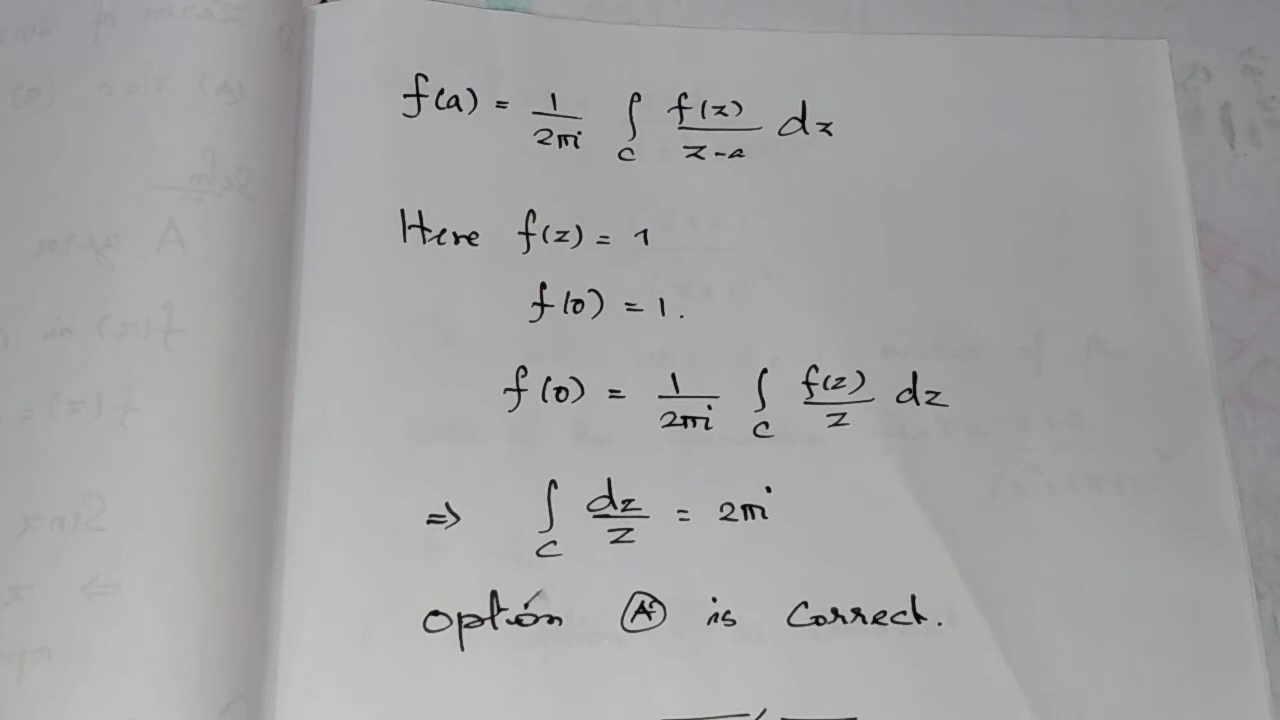 f(a) = 1/2πi ∫_C f(z)/z-a dz
Here f(z) = 1
f(0) = 1.
f(0) = 1/2πi ∫_C f(z)/z dz
⇒ ∫_C dz/z = 2πi
option Ⓐ is correct.